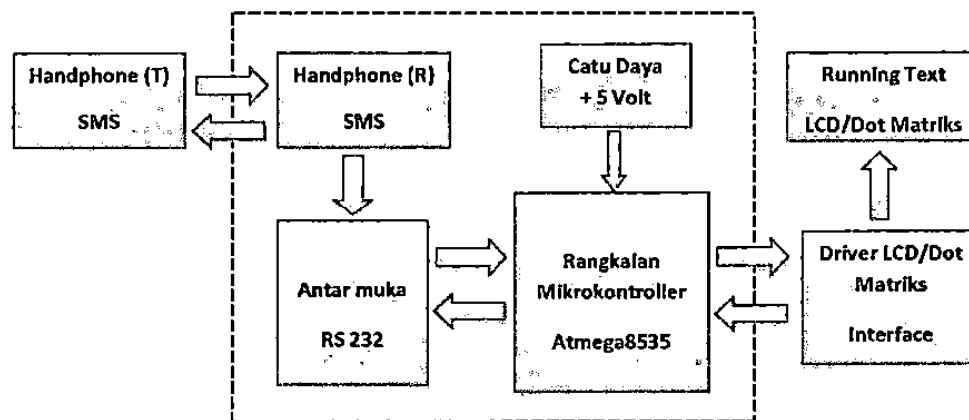 Handphone (T)
SMS
Handphone (R)
SMS
Catu Daya
+ 5 Volt
Running Text
LCD/Dot Matriks
Antar muka
RS 232
Rangkaian
Mikrokontroller
Atmega8535
Driver LCD/Dot
Matriks
Interface